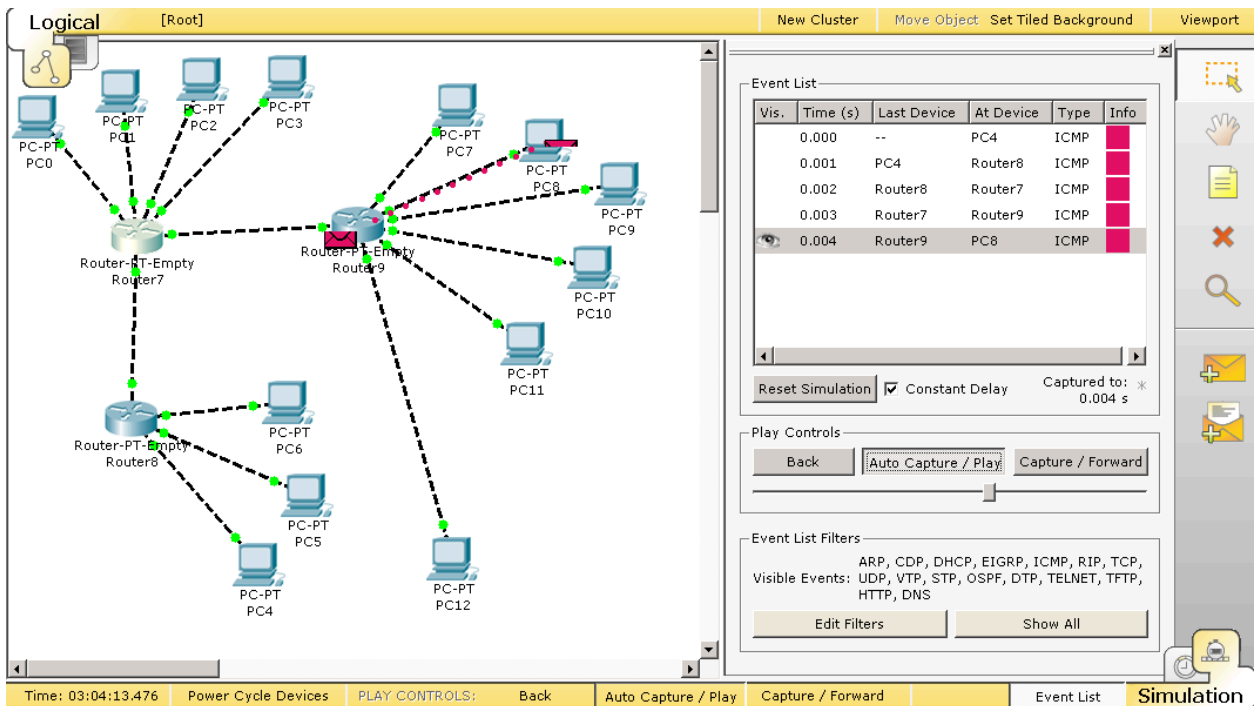 Logical [Root] New Cluster Move Object Set Tiled Background Viewport
PC-PT
PC0
PC-PT
PC1
PC-PT
PC2
PC-PT
PC3
PC-PT
PC7
PC-PT
PC8
PC-PT
PC9
PC-PT
PC10
PC-PT
PC11
Router-PT-Empty
Router7
Router-PT-Empty
Router9
Router-PT-Empty
Router8
PC-PT
PC6
PC-PT
PC5
PC-PT
PC4
PC-PT
PC12
Event List
Vis. Time (s) Last Device At Device Type Info
0.000 -- PC4 ICMP
0.001 PC4 Router8 ICMP
0.002 Router8 Router7 ICMP
0.003 Router7 Router9 ICMP
0.004 Router9 PC8 ICMP
Reset Simulation Constant Delay Captured to: *
0.004 s
Play Controls
Back Auto Capture / Play Capture / Forward
Event List Filters
Visible Events: ARP, CDP, DHCP, EIGRP, ICMP, RIP, TCP,
UDP, VTP, STP, OSPF, DTP, TELNET, TFTP,
HTTP, DNS
Edit Filters Show All
Time: 03:04:13.476 Power Cycle Devices PLAY CONTROLS: Back Auto Capture / Play Capture / Forward Event List Simulation